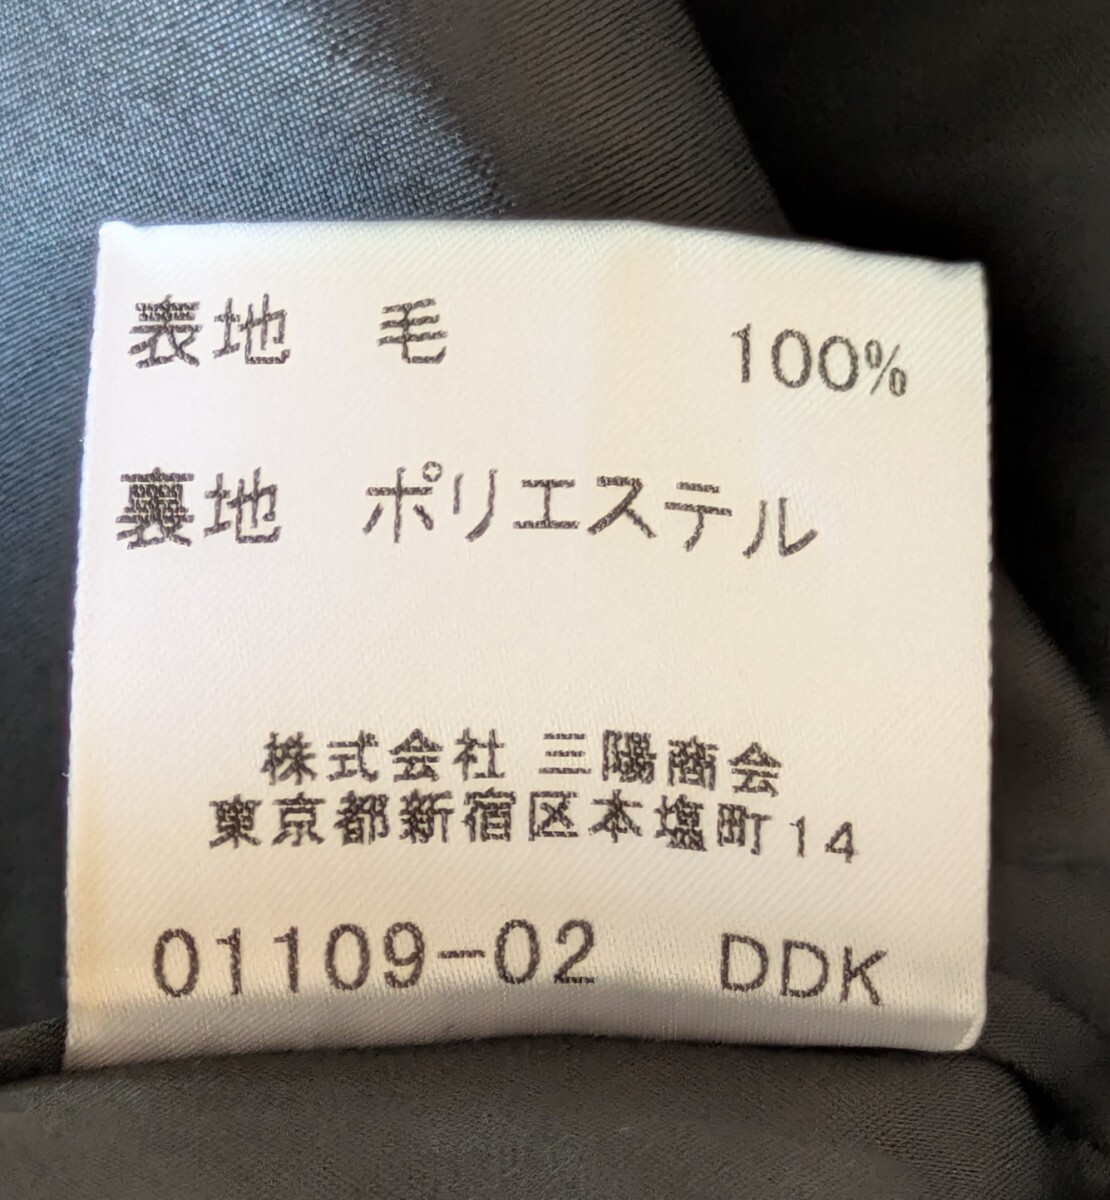 表地 毛 100%
裏地 ポリエステル
株式会社 三陽商会
東京都新宿区本塩町14
01109-02 DDK